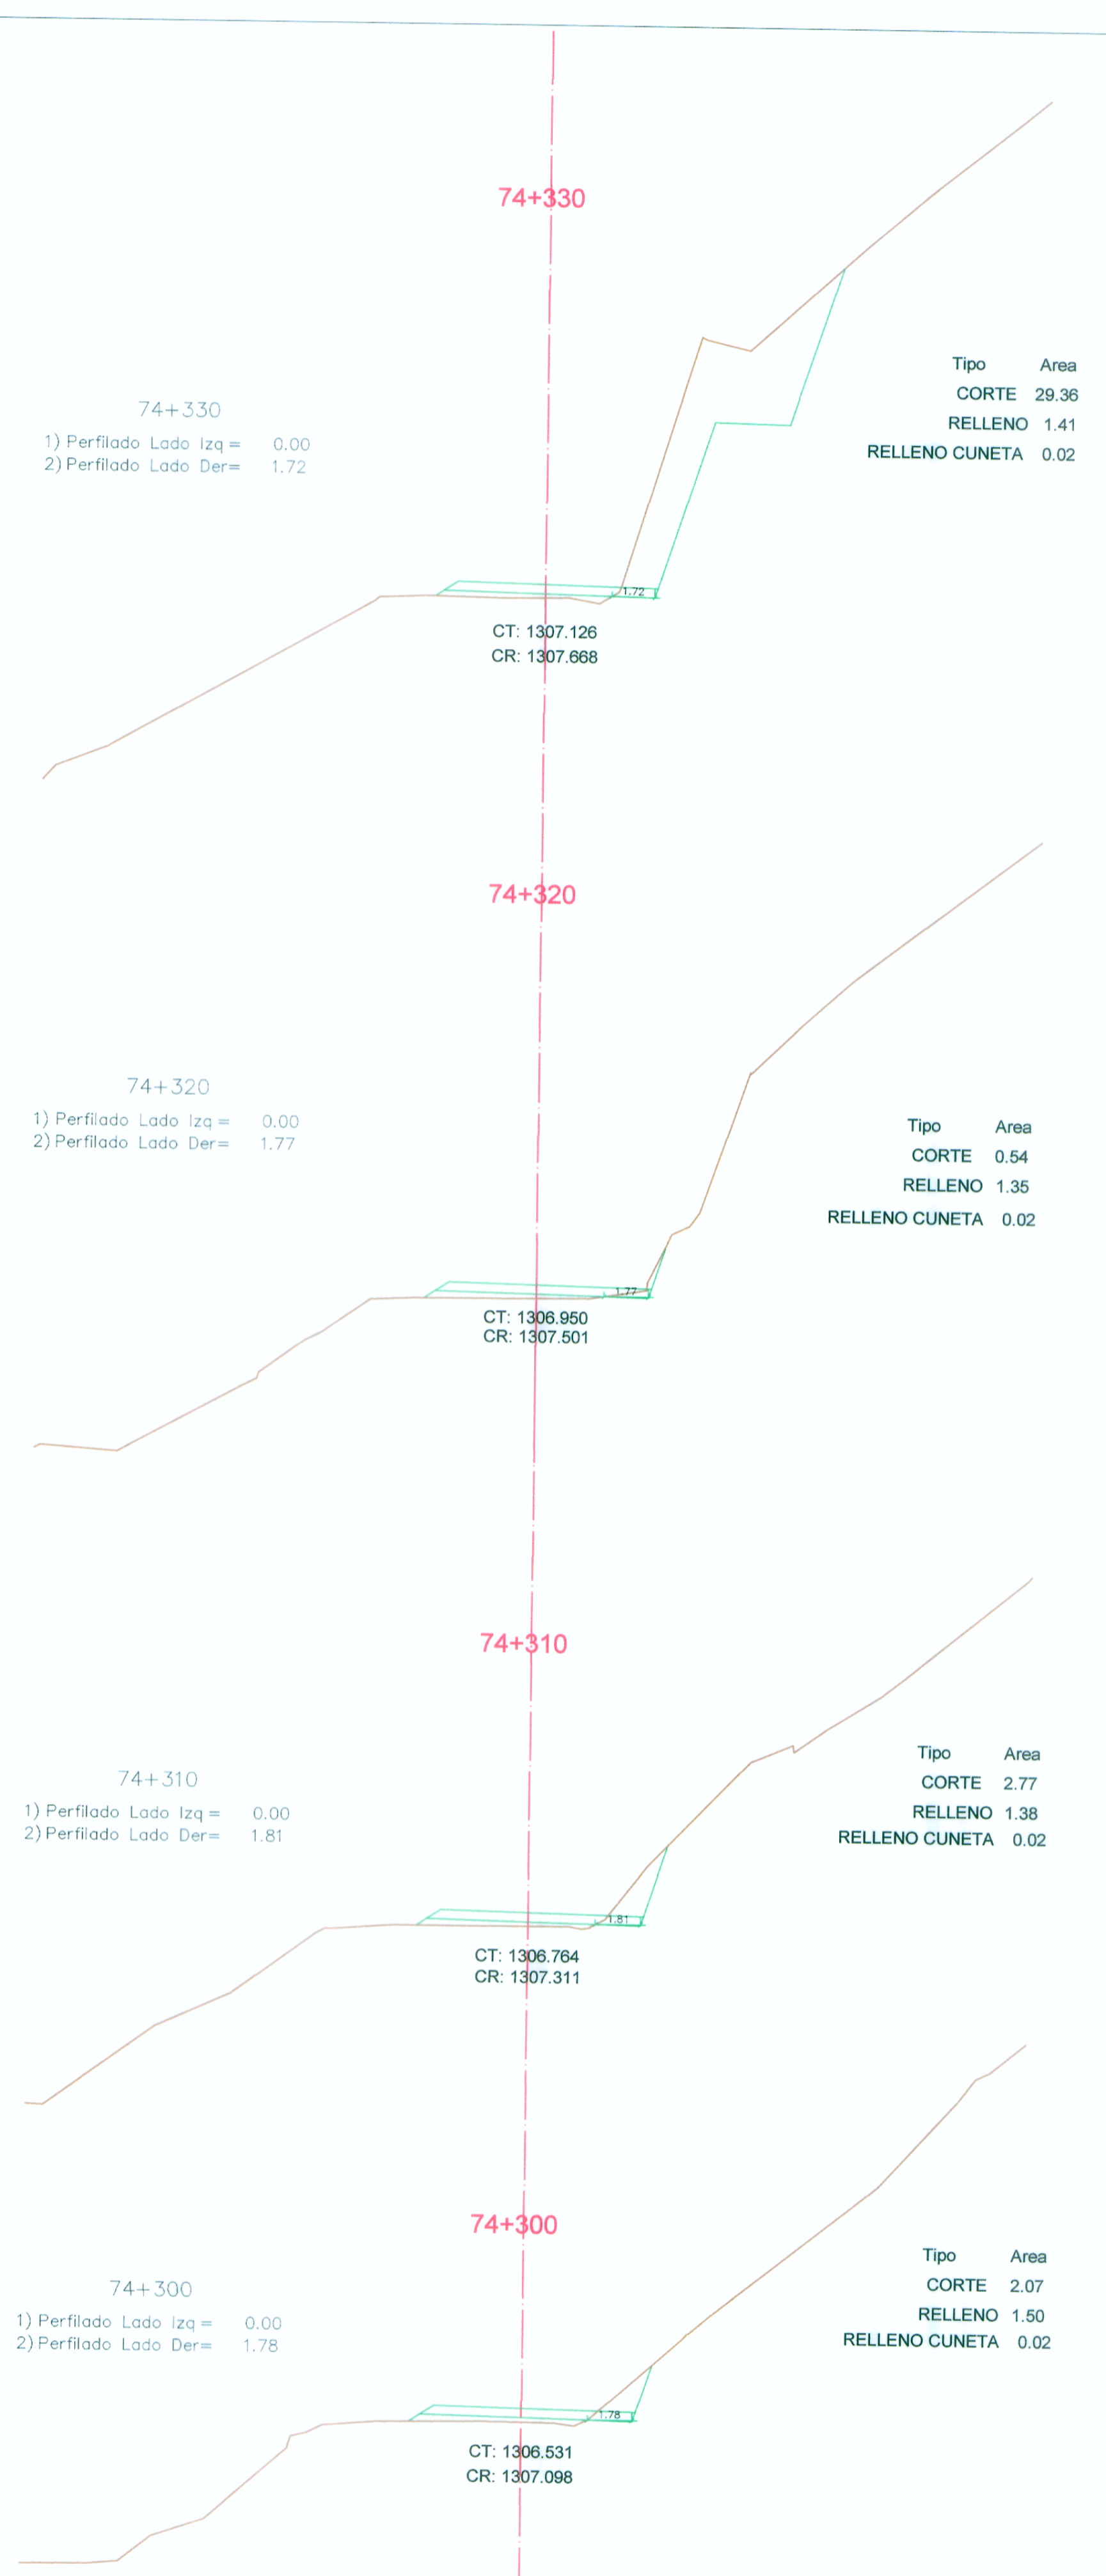 74+330
74+330
1) Perfilado Lado Izq = 0.00
2) Perfilado Lado Der= 1.72
Tipo Area
CORTE 29.36
RELLENO 1.41
RELLENO CUNETA 0.02
1.72
CT: 1307.126
CR: 1307.668
74+320
74+320
1) Perfilado Lado Izq = 0.00
2) Perfilado Lado Der= 1.77
Tipo Area
CORTE 0.54
RELLENO 1.35
RELLENO CUNETA 0.02
1.77
CT: 1306.950
CR: 1307.501
74+310
74+310
1) Perfilado Lado Izq = 0.00
2) Perfilado Lado Der= 1.81
Tipo Area
CORTE 2.77
RELLENO 1.38
RELLENO CUNETA 0.02
1.81
CT: 1306.764
CR: 1307.311
74+300
74+300
1) Perfilado Lado Izq = 0.00
2) Perfilado Lado Der= 1.78
Tipo Area
CORTE 2.07
RELLENO 1.50
RELLENO CUNETA 0.02
1.78
CT: 1306.531
CR: 1307.098